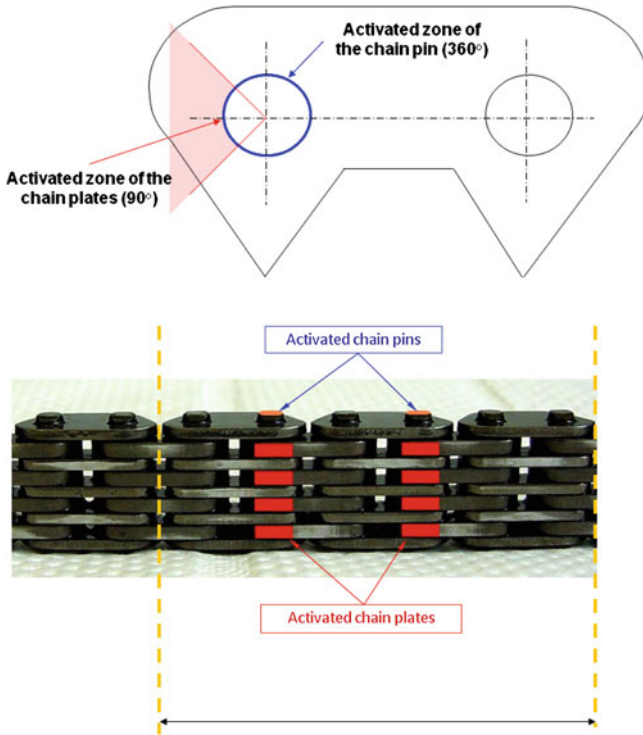 Activated zone of
the chain pin (360°)
Activated zone of the
chain plates (90°)
Activated chain pins
Activated chain plates